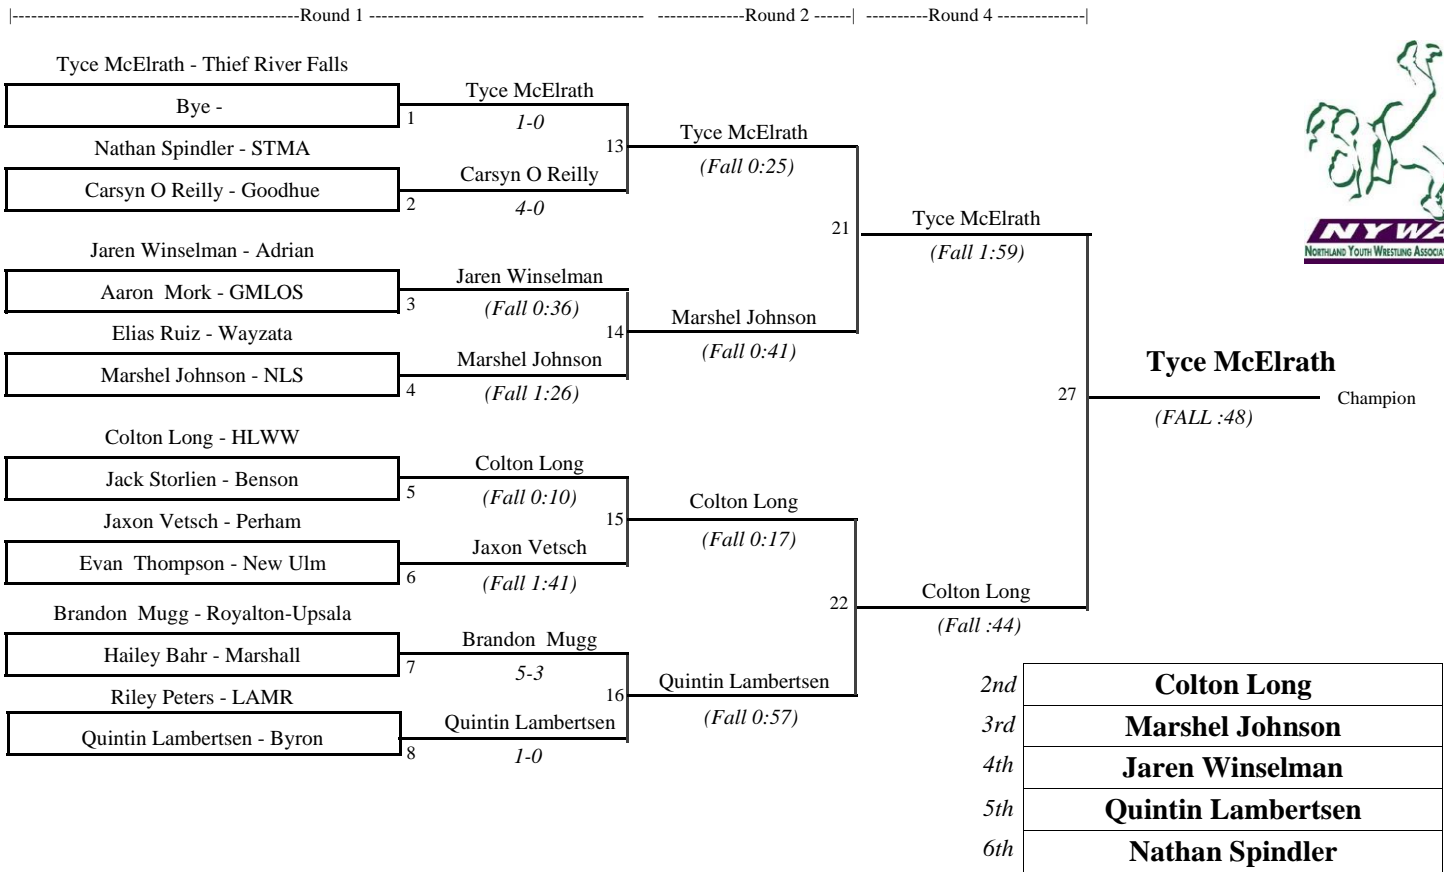 |----------------------------------------------Round 1 -------------------------------------------- --------------Round 2 ------| ----------Round 4 --------------|
Tyce McElrath - Thief River Falls
Bye -
1
Nathan Spindler - STMA
Carsyn O Reilly - Goodhue
2
Jaren Winselman - Adrian
Aaron  Mork - GMLOS
3
Elias Ruiz - Wayzata
Marshel Johnson - NLS
4
Colton Long - HLWW
Jack Storlien - Benson
5
Jaxon Vetsch - Perham
Evan  Thompson - New Ulm
6
Brandon  Mugg - Royalton-Upsala
Hailey Bahr - Marshall
7
Riley Peters - LAMR
Quintin Lambertsen - Byron
8
Tyce McElrath
1-0
13
Carsyn O Reilly
4-0
Jaren Winselman
(Fall 0:36)
14
Marshel Johnson
(Fall 1:26)
Colton Long
(Fall 0:10)
15
Jaxon Vetsch
(Fall 1:41)
Brandon  Mugg
5-3
16
Quintin Lambertsen
1-0
Tyce McElrath
(Fall 0:25)
21
Marshel Johnson
(Fall 0:41)
Colton Long
(Fall 0:17)
22
Quintin Lambertsen
(Fall 0:57)
Tyce McElrath
(Fall 1:59)
27
Colton Long
(Fall :44)
NYWA
NORTHLAND YOUTH WRESTLING
Tyce McElrath
Champion
(FALL :48)
2nd Colton Long
3rd Marshel Johnson
4th Jaren Winselman
5th Quintin Lambertsen
6th Nathan Spindler